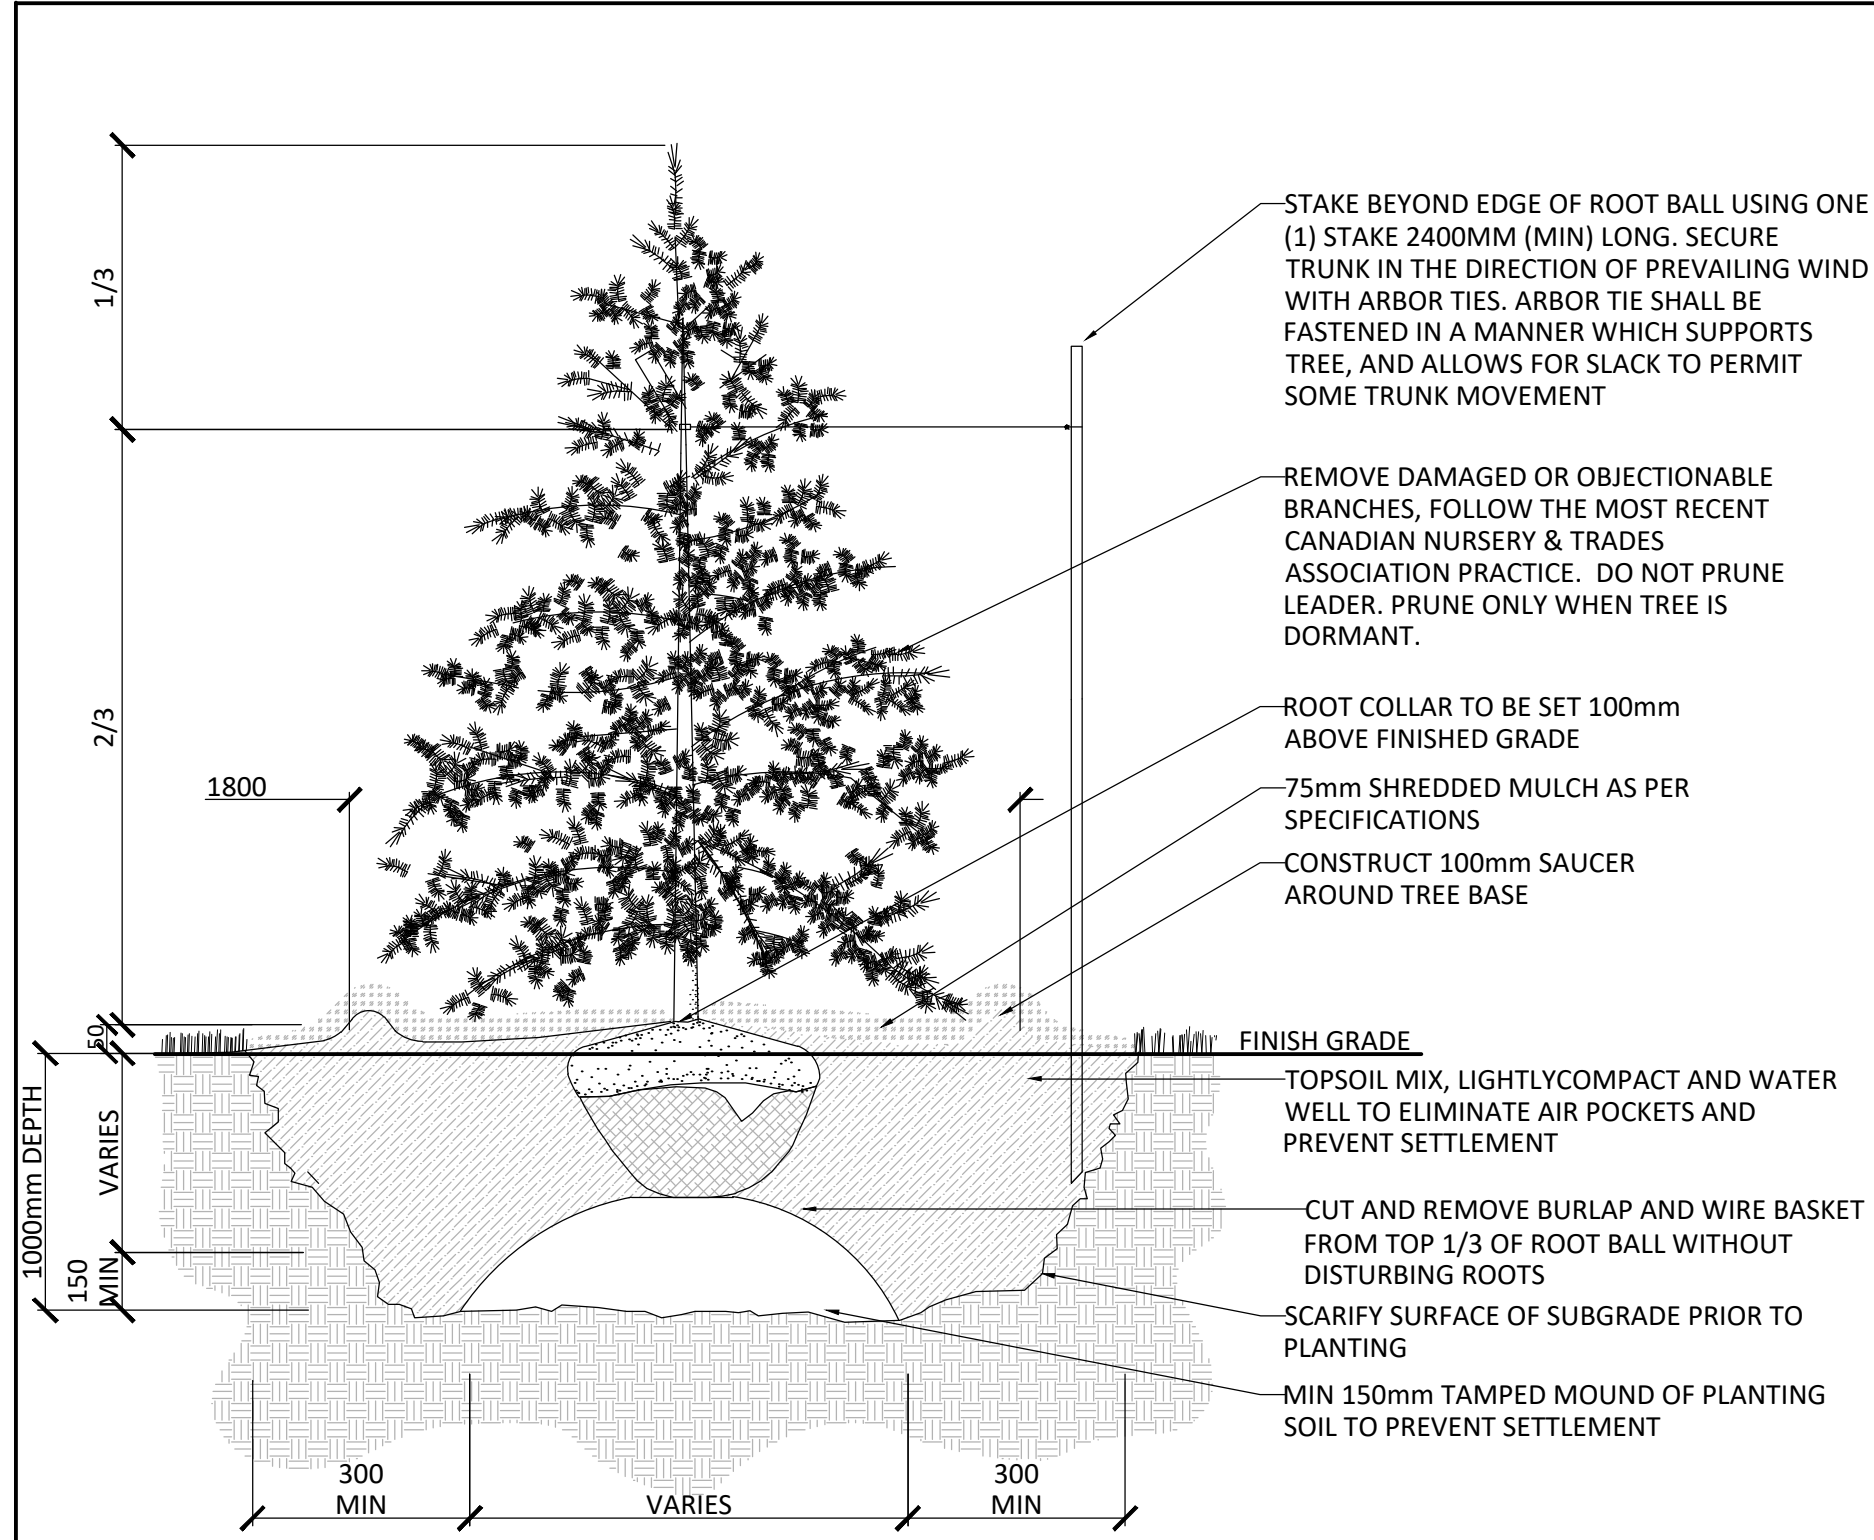 STAKE BEYOND EDGE OF ROOT BALL USING ONE
(1) STAKE 2400MM (MIN) LONG. SECURE
TRUNK IN THE DIRECTION OF PREVAILING WIND
WITH ARBOR TIES. ARBOR TIE SHALL BE
FASTENED IN A MANNER WHICH SUPPORTS
TREE, AND ALLOWS FOR SLACK TO PERMIT
SOME TRUNK MOVEMENT
REMOVE DAMAGED OR OBJECTIONABLE
BRANCHES, FOLLOW THE MOST RECENT
CANADIAN NURSERY & TRADES
ASSOCIATION PRACTICE.  DO NOT PRUNE
LEADER. PRUNE ONLY WHEN TREE IS
DORMANT.
ROOT COLLAR TO BE SET 100mm
ABOVE FINISHED GRADE
75mm SHREDDED MULCH AS PER
SPECIFICATIONS
CONSTRUCT 100mm SAUCER
AROUND TREE BASE
FINISH GRADE
TOPSOIL MIX, LIGHTLYCOMPACT AND WATER
WELL TO ELIMINATE AIR POCKETS AND
PREVENT SETTLEMENT
CUT AND REMOVE BURLAP AND WIRE BASKET
FROM TOP 1/3 OF ROOT BALL WITHOUT
DISTURBING ROOTS
SCARIFY SURFACE OF SUBGRADE PRIOR TO
PLANTING
MIN 150mm TAMPED MOUND OF PLANTING
SOIL TO PREVENT SETTLEMENT
1/3
2/3
1800
50
1000mm DEPTH
VARIES
150
MIN
300
MIN
VARIES
300
MIN